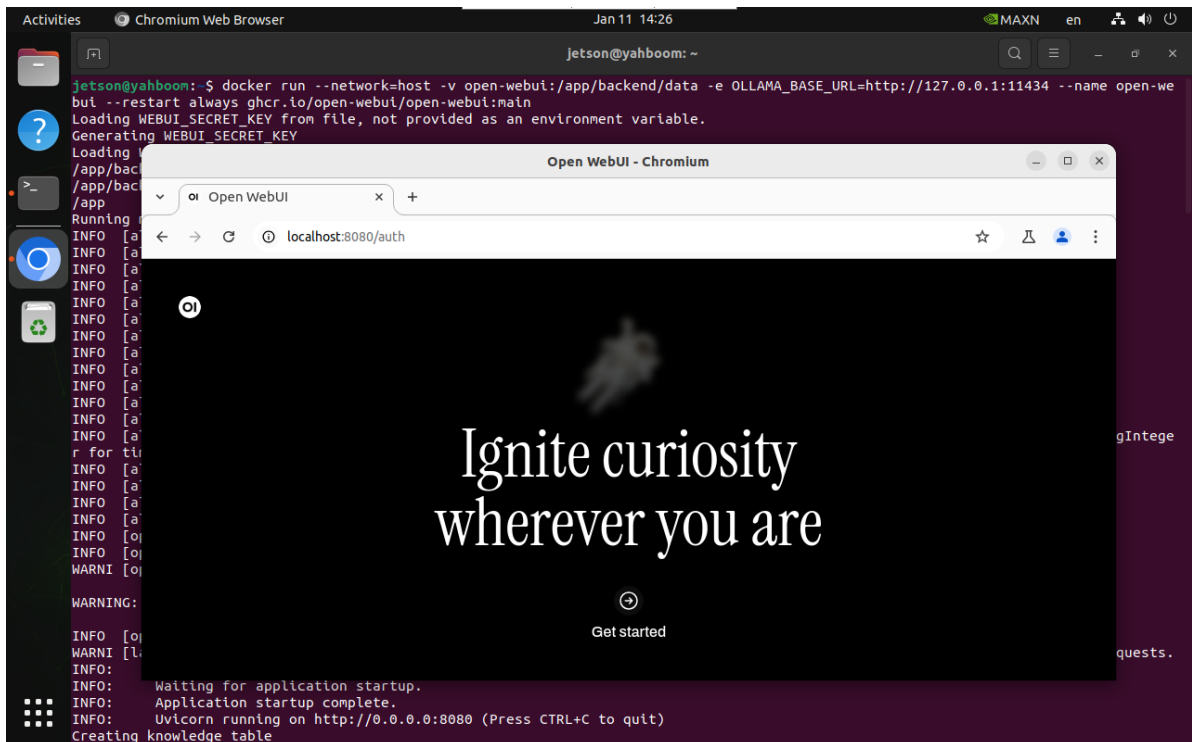 Activities
Chromium Web Browser
Jan 11 14:26
MAXN
en
jetson@yahboom: ~
jetson@yahboom:~$ docker run --network=host -v open-webui:/app/backend/data -e OLLAMA_BASE_URL=http://127.0.0.1:11434 --name open-we
bui --restart always ghcr.io/open-webui/open-webui:main
Loading WEBUI_SECRET_KEY from file, not provided as an environment variable.
Generating WEBUI_SECRET_KEY
Loading
/app/bac
/app/bac
/app
Running
INFO [a
INFO [a
INFO [a
INFO [a
INFO [a
INFO [a
INFO [a
INFO [a
INFO [a
INFO [a
INFO [a
INFO [a
INFO [a
gIntege
r for ti
INFO [a
INFO [a
INFO [a
INFO [a
INFO [o
INFO [o
WARNI [o
WARNING:
INFO [o
WARNI [l
quests.
INFO:
INFO: Waiting for application startup.
INFO: Application startup complete.
INFO: Uvicorn running on http://0.0.0.0:8080 (Press CTRL+C to quit)
Creating knowledge table
Open WebUI - Chromium
OI Open WebUI
localhost:8080/auth
OI
Ignite curiosity
wherever you are
Get started